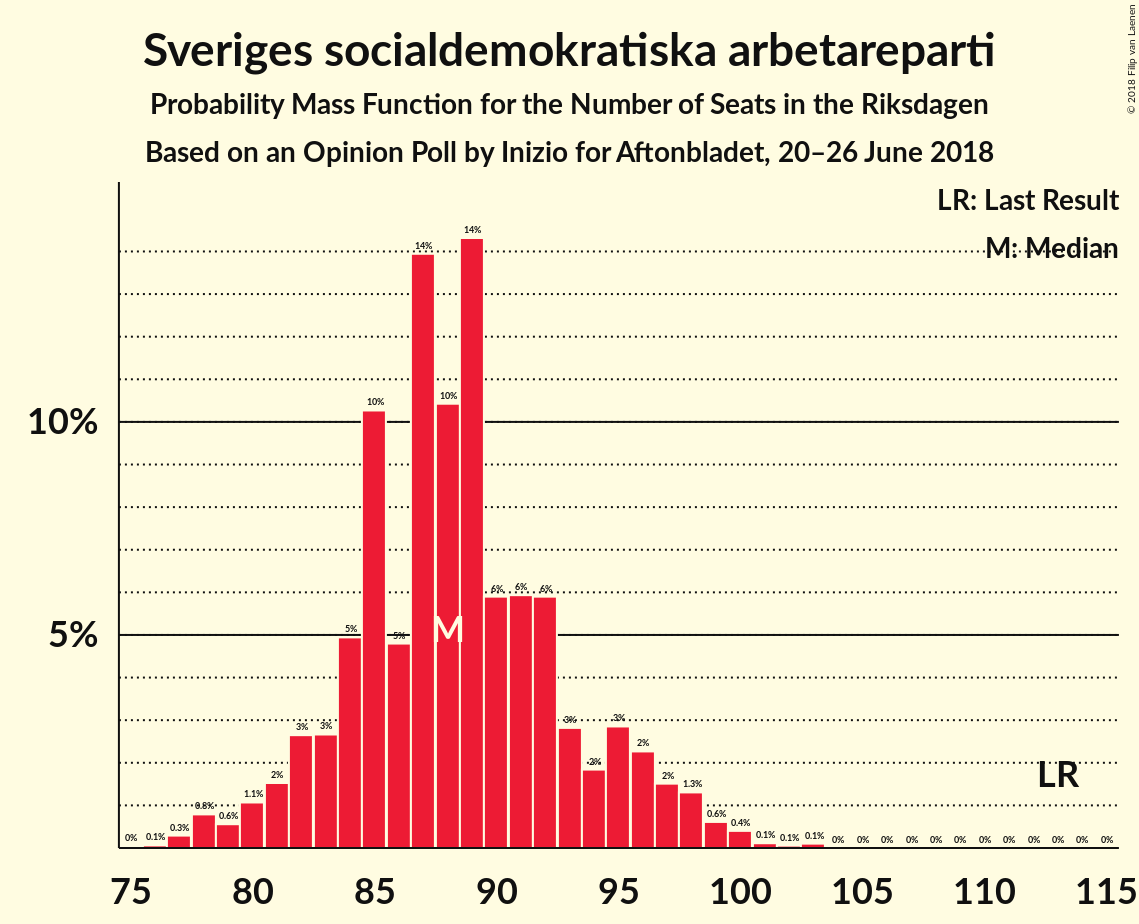 Sveriges socialdemokratiska arbetareparti
Probability Mass Function for the Number of Seats in the Riksdagen
Based on an Opinion Poll by Inizio for Aftonbladet, 20–26 June 2018
© 2018 Filip van Laenen
LR: Last Result
M: Median
10%
5%
0% 0.1% 0.3% 0.8% 0.6% 1.1% 2% 3% 3% 5% 10% 5% 14% 10% 14% 6% 6% 6% 3% 2% 3% 2% 2% 1.3% 0.6% 0.4% 0.1% 0.1% 0.1% 0% 0% 0% 0% 0% 0% 0% 0% 0% 0% 0% 0%
M
LR
75 80 85 90 95 100 105 110 115